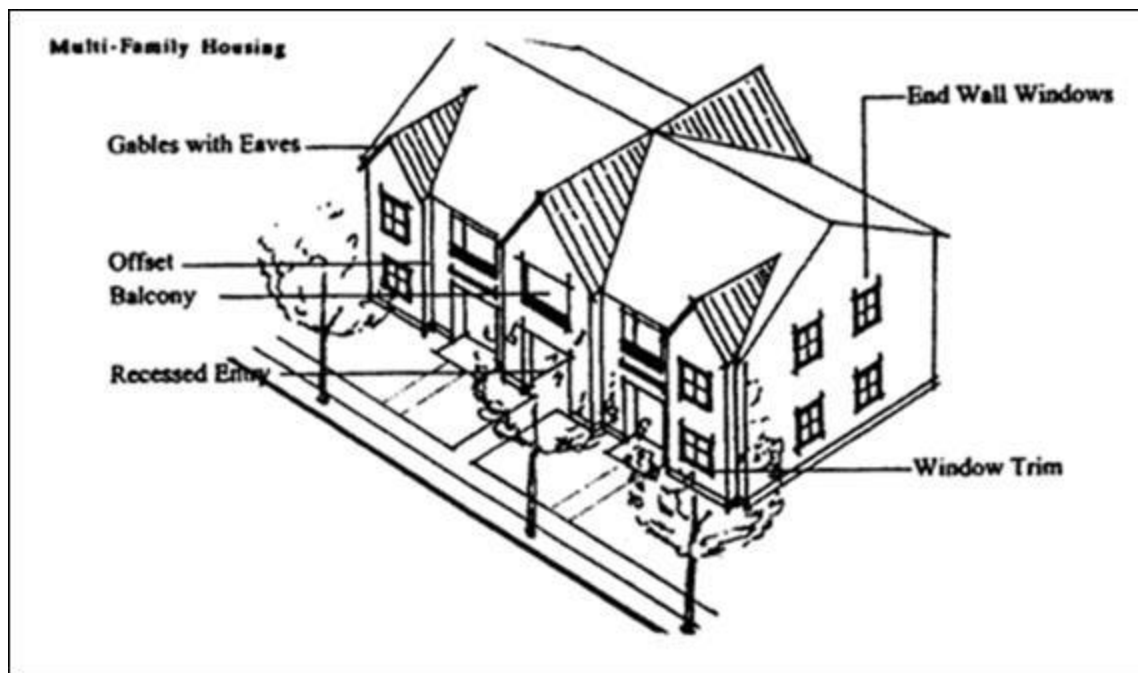 Multi-Family Housing
End Wall Windows
Gables with Eaves
Offset
Balcony
Recessed Entry
Window Trim